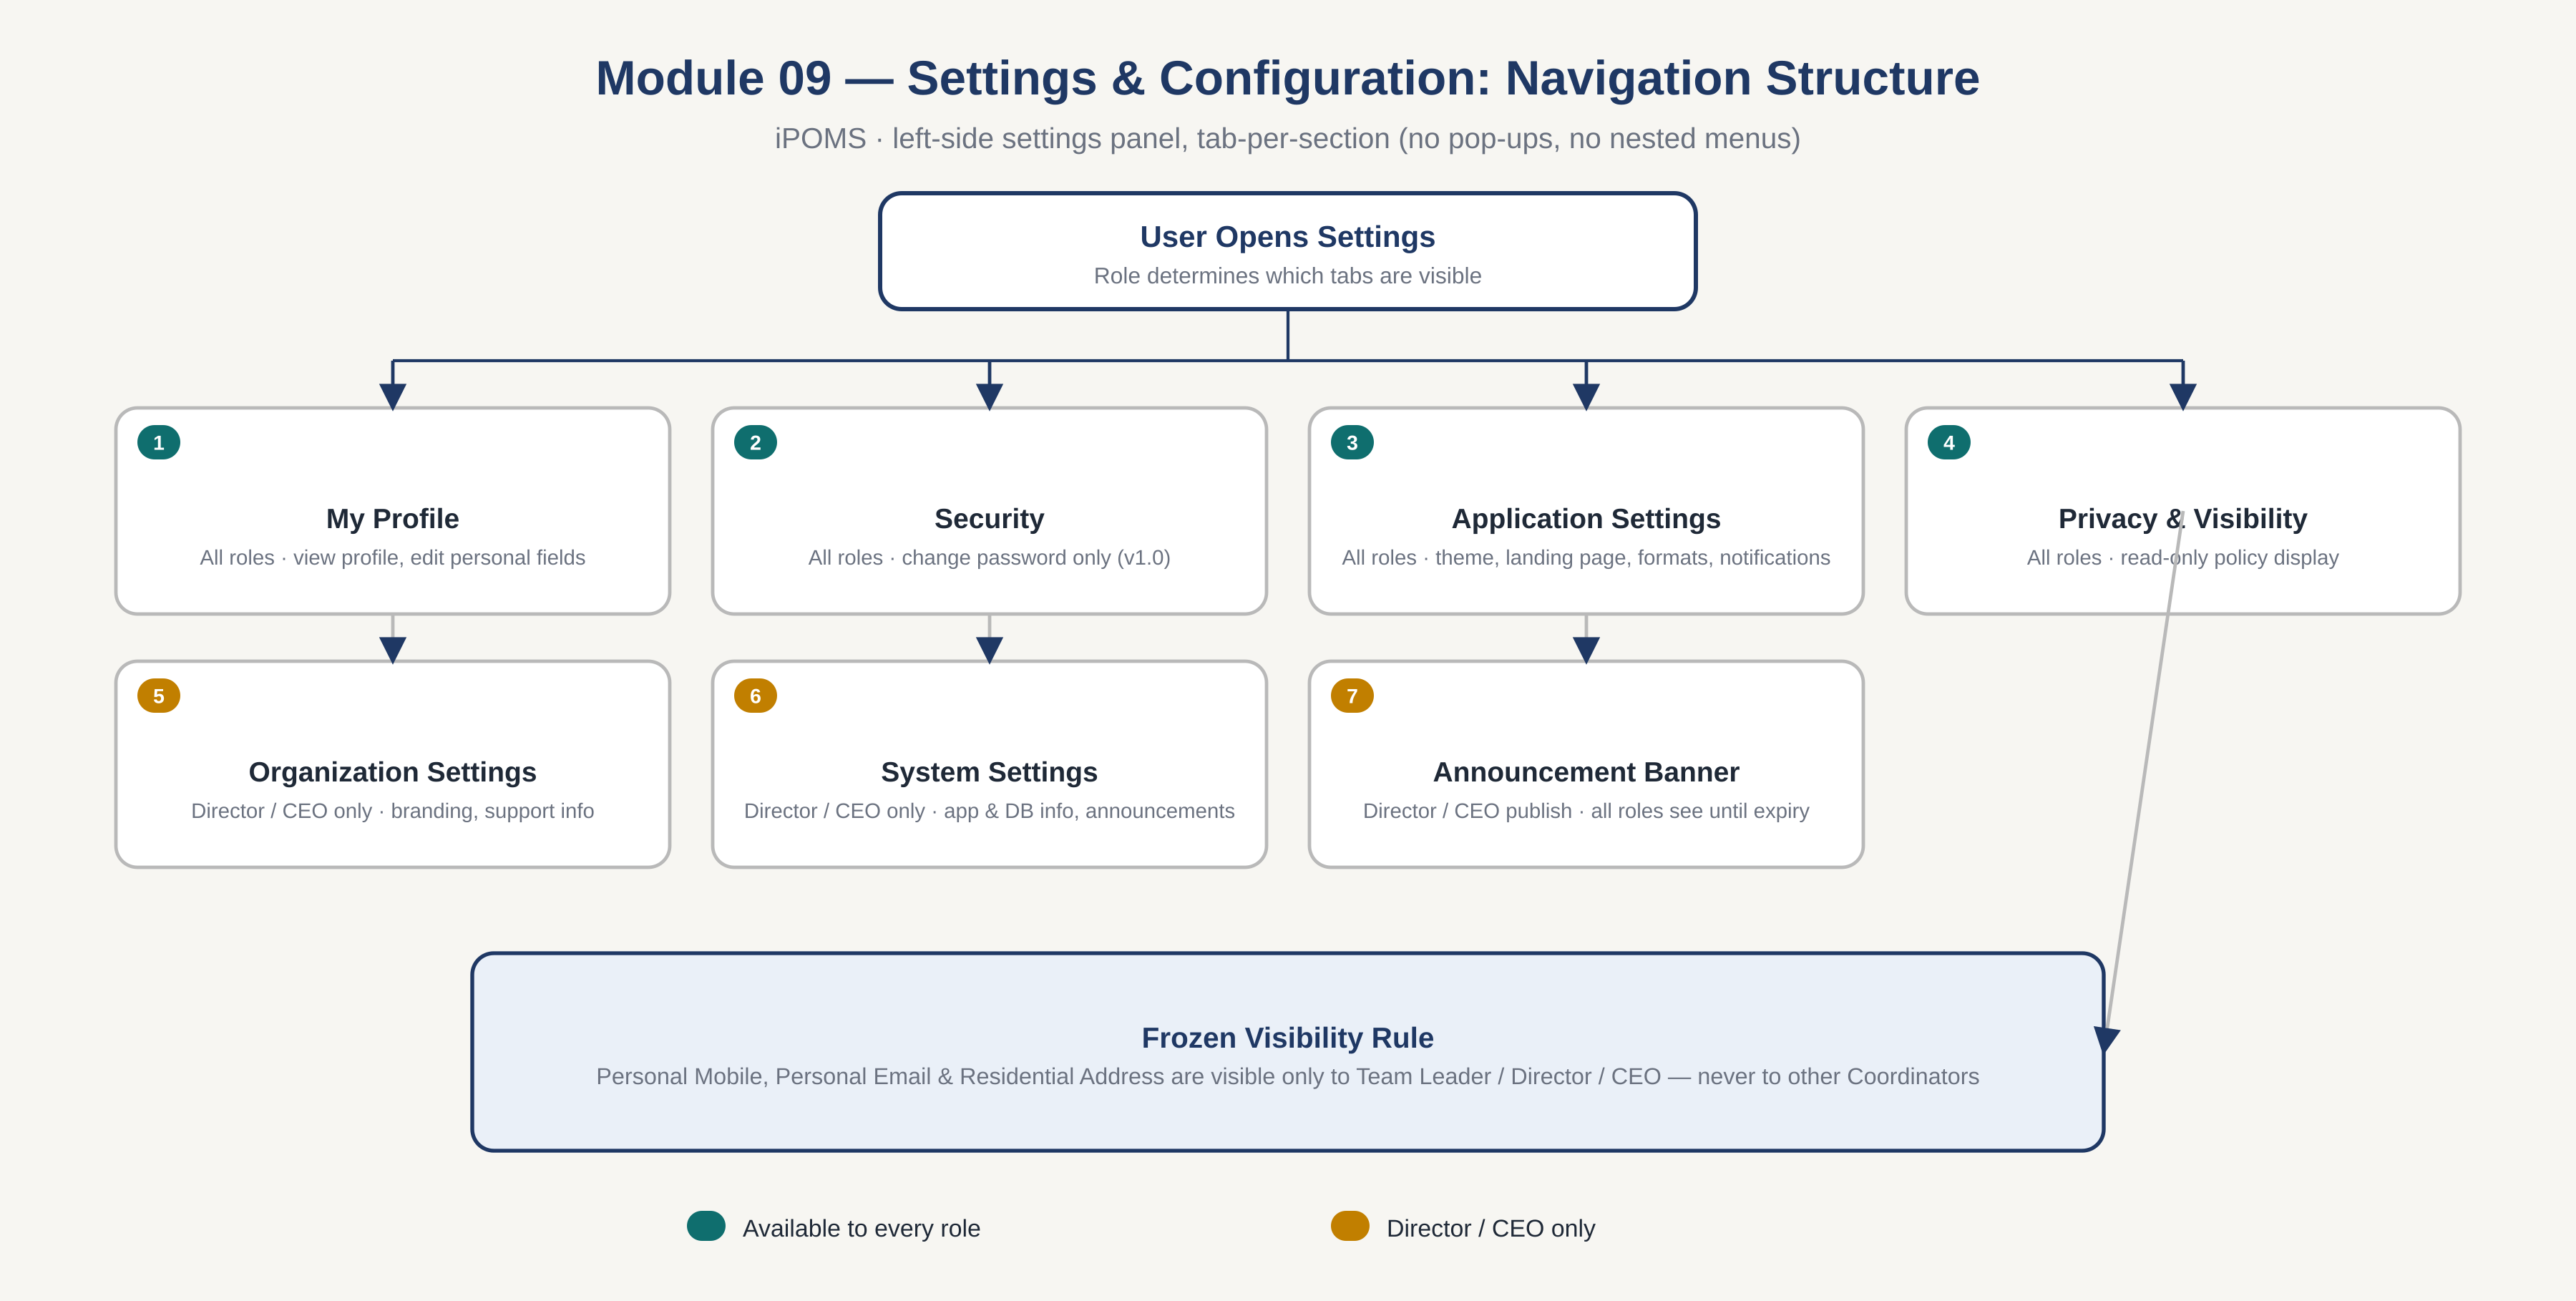 Module 09 — Settings & Configuration: Navigation Structure
iPOMS · left-side settings panel, tab-per-section (no pop-ups, no nested menus)
User Opens Settings
Role determines which tabs are visible
1
My Profile
All roles · view profile, edit personal fields
2
Security
All roles · change password only (v1.0)
3
Application Settings
All roles · theme, landing page, formats, notifications
4
Privacy & Visibility
All roles · read-only policy display
5
Organization Settings
Director / CEO only · branding, support info
6
System Settings
Director / CEO only · app & DB info, announcements
7
Announcement Banner
Director / CEO publish · all roles see until expiry
Frozen Visibility Rule
Personal Mobile, Personal Email & Residential Address are visible only to Team Leader / Director / CEO — never to other Coordinators
Available to every role
Director / CEO only